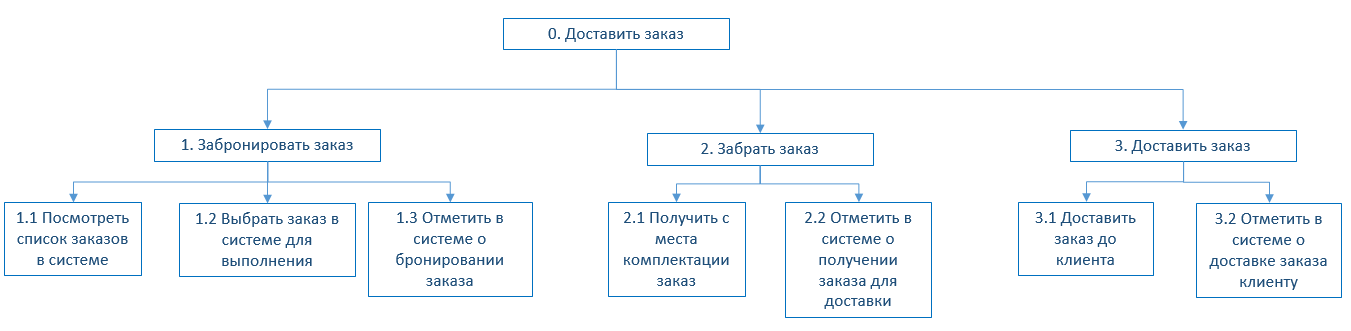 0. Доставить заказ
1. Забронировать заказ
2. Забрать заказ
3. Доставить заказ
1.1 Посмотреть
список заказов
в системе
1.2 Выбрать заказ в
системе для
выполнения
1.3 Отметить в
системе о
бронировании
заказа
2.1 Получить с
места
комплектации
заказ
2.2 Отметить в
системе о
получении
заказа для
доставки
3.1 Доставить
заказ до
клиента
3.2 Отметить в
системе о
доставке заказа
клиенту